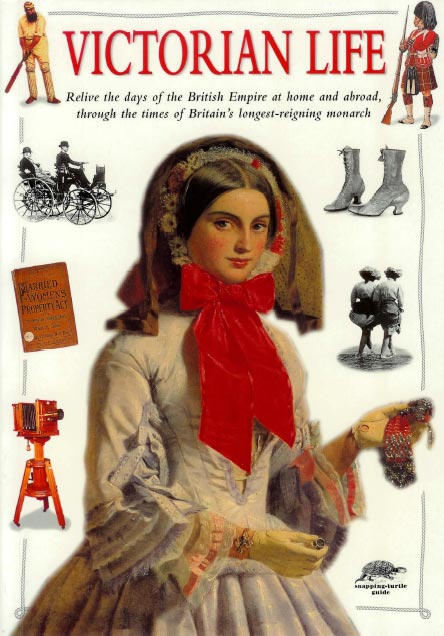 VICTORIAN LIFE
Relive the days of the British Empire at home and abroad,
through the times of Britain's longest-reigning monarch
MARRIED
WOMEN'S
PROPERTY ACT
snapping-turtle
guide